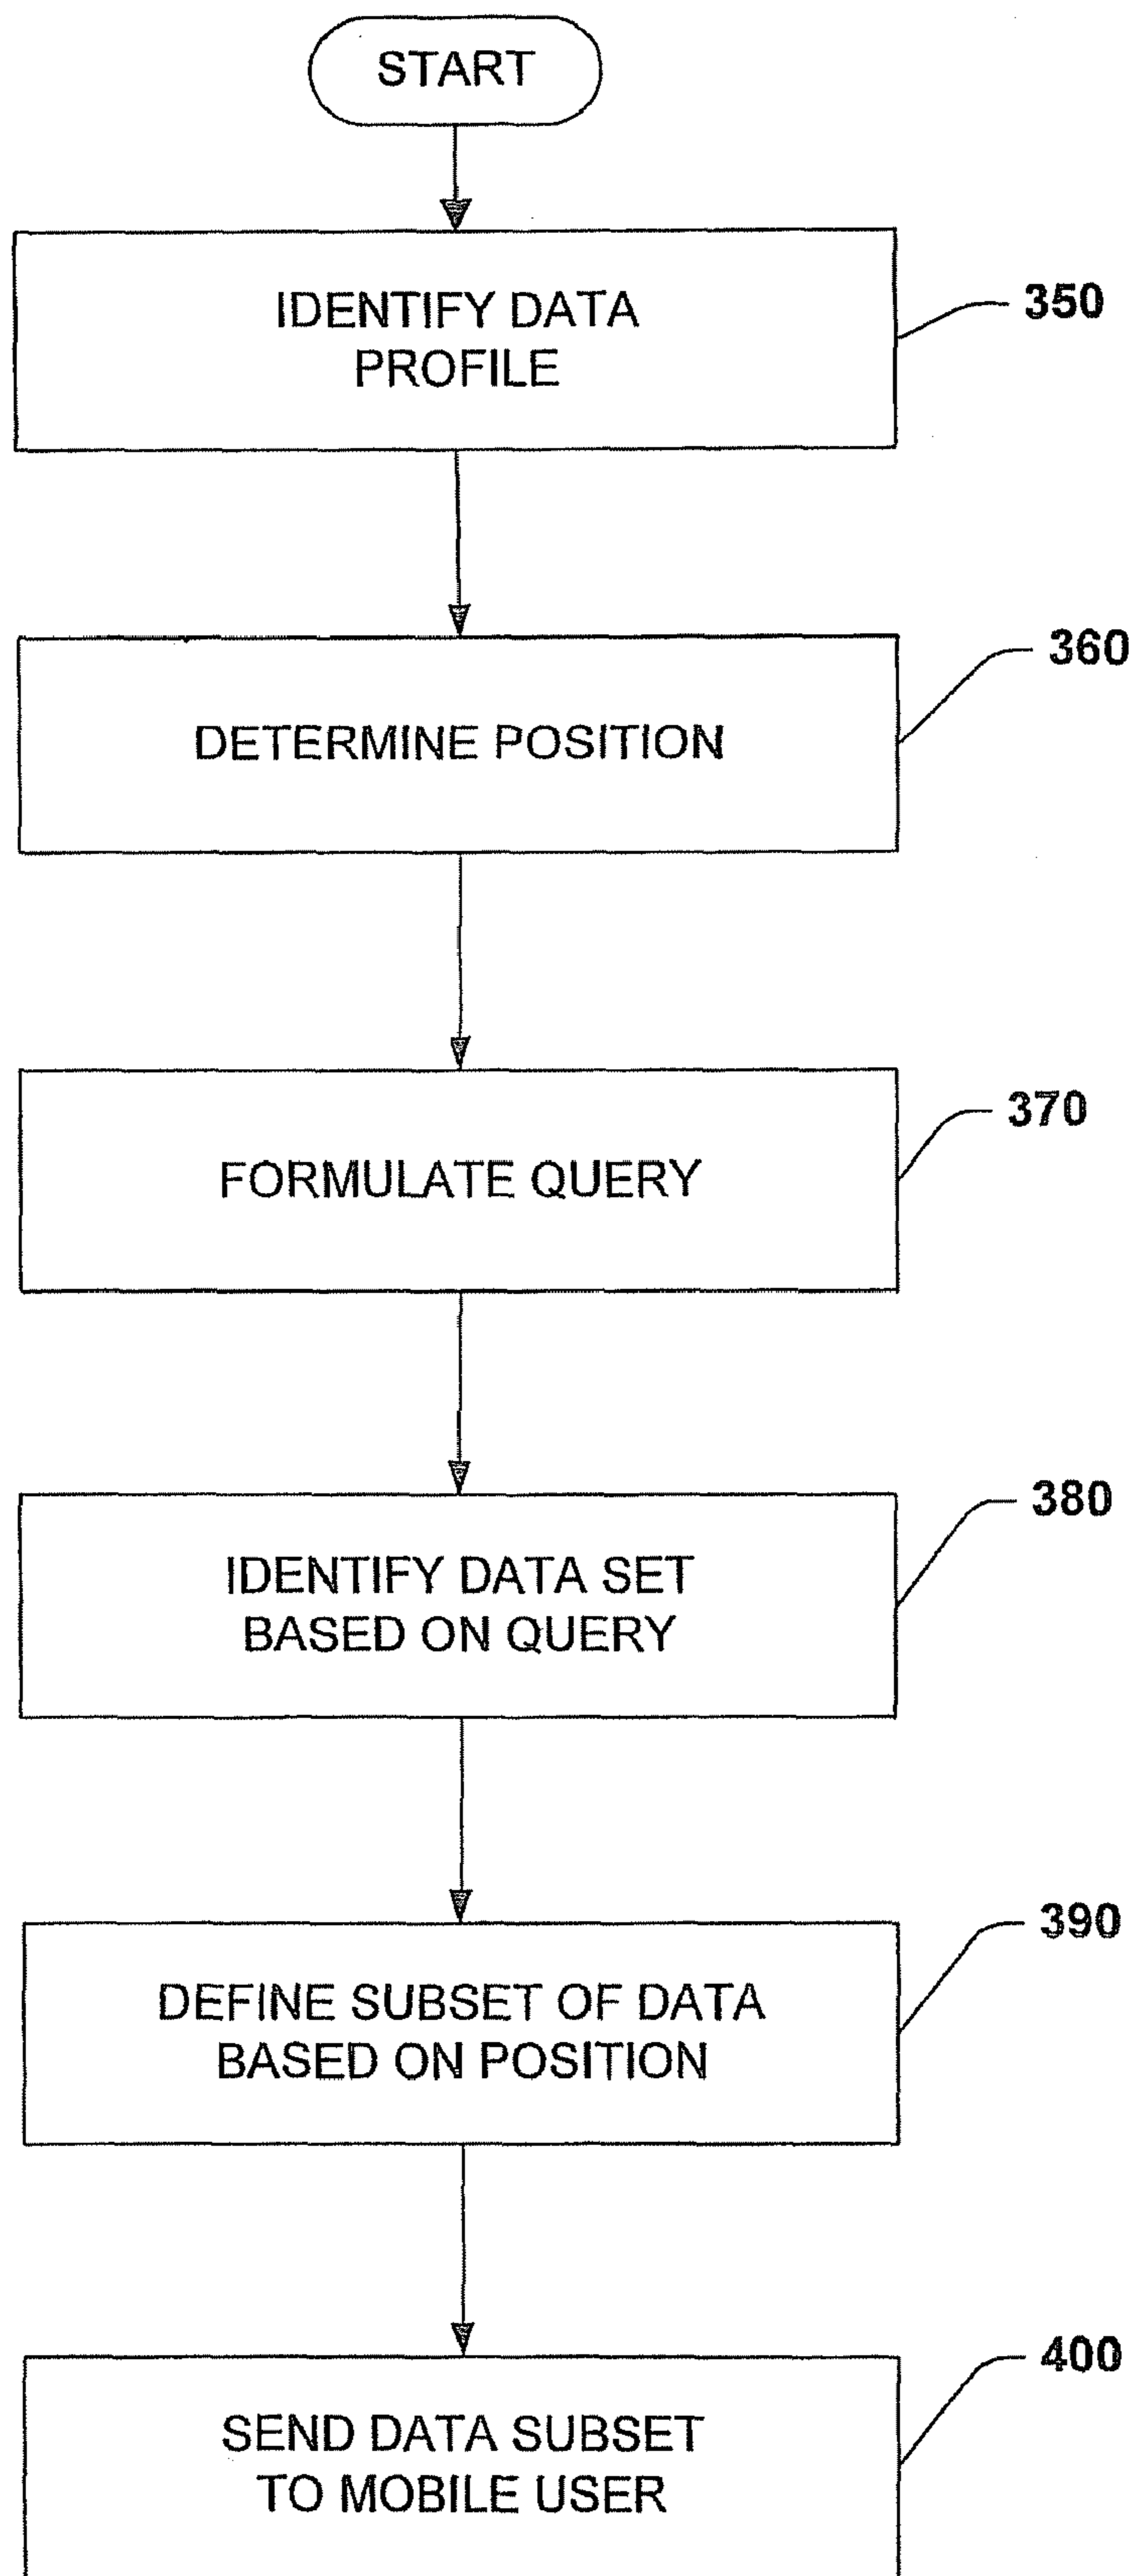 START
IDENTIFY DATA
PROFILE
350
DETERMINE POSITION
360
FORMULATE QUERY
370
IDENTIFY DATA SET
BASED ON QUERY
380
DEFINE SUBSET OF DATA
BASED ON POSITION
390
SEND DATA SUBSET
TO MOBILE USER
400